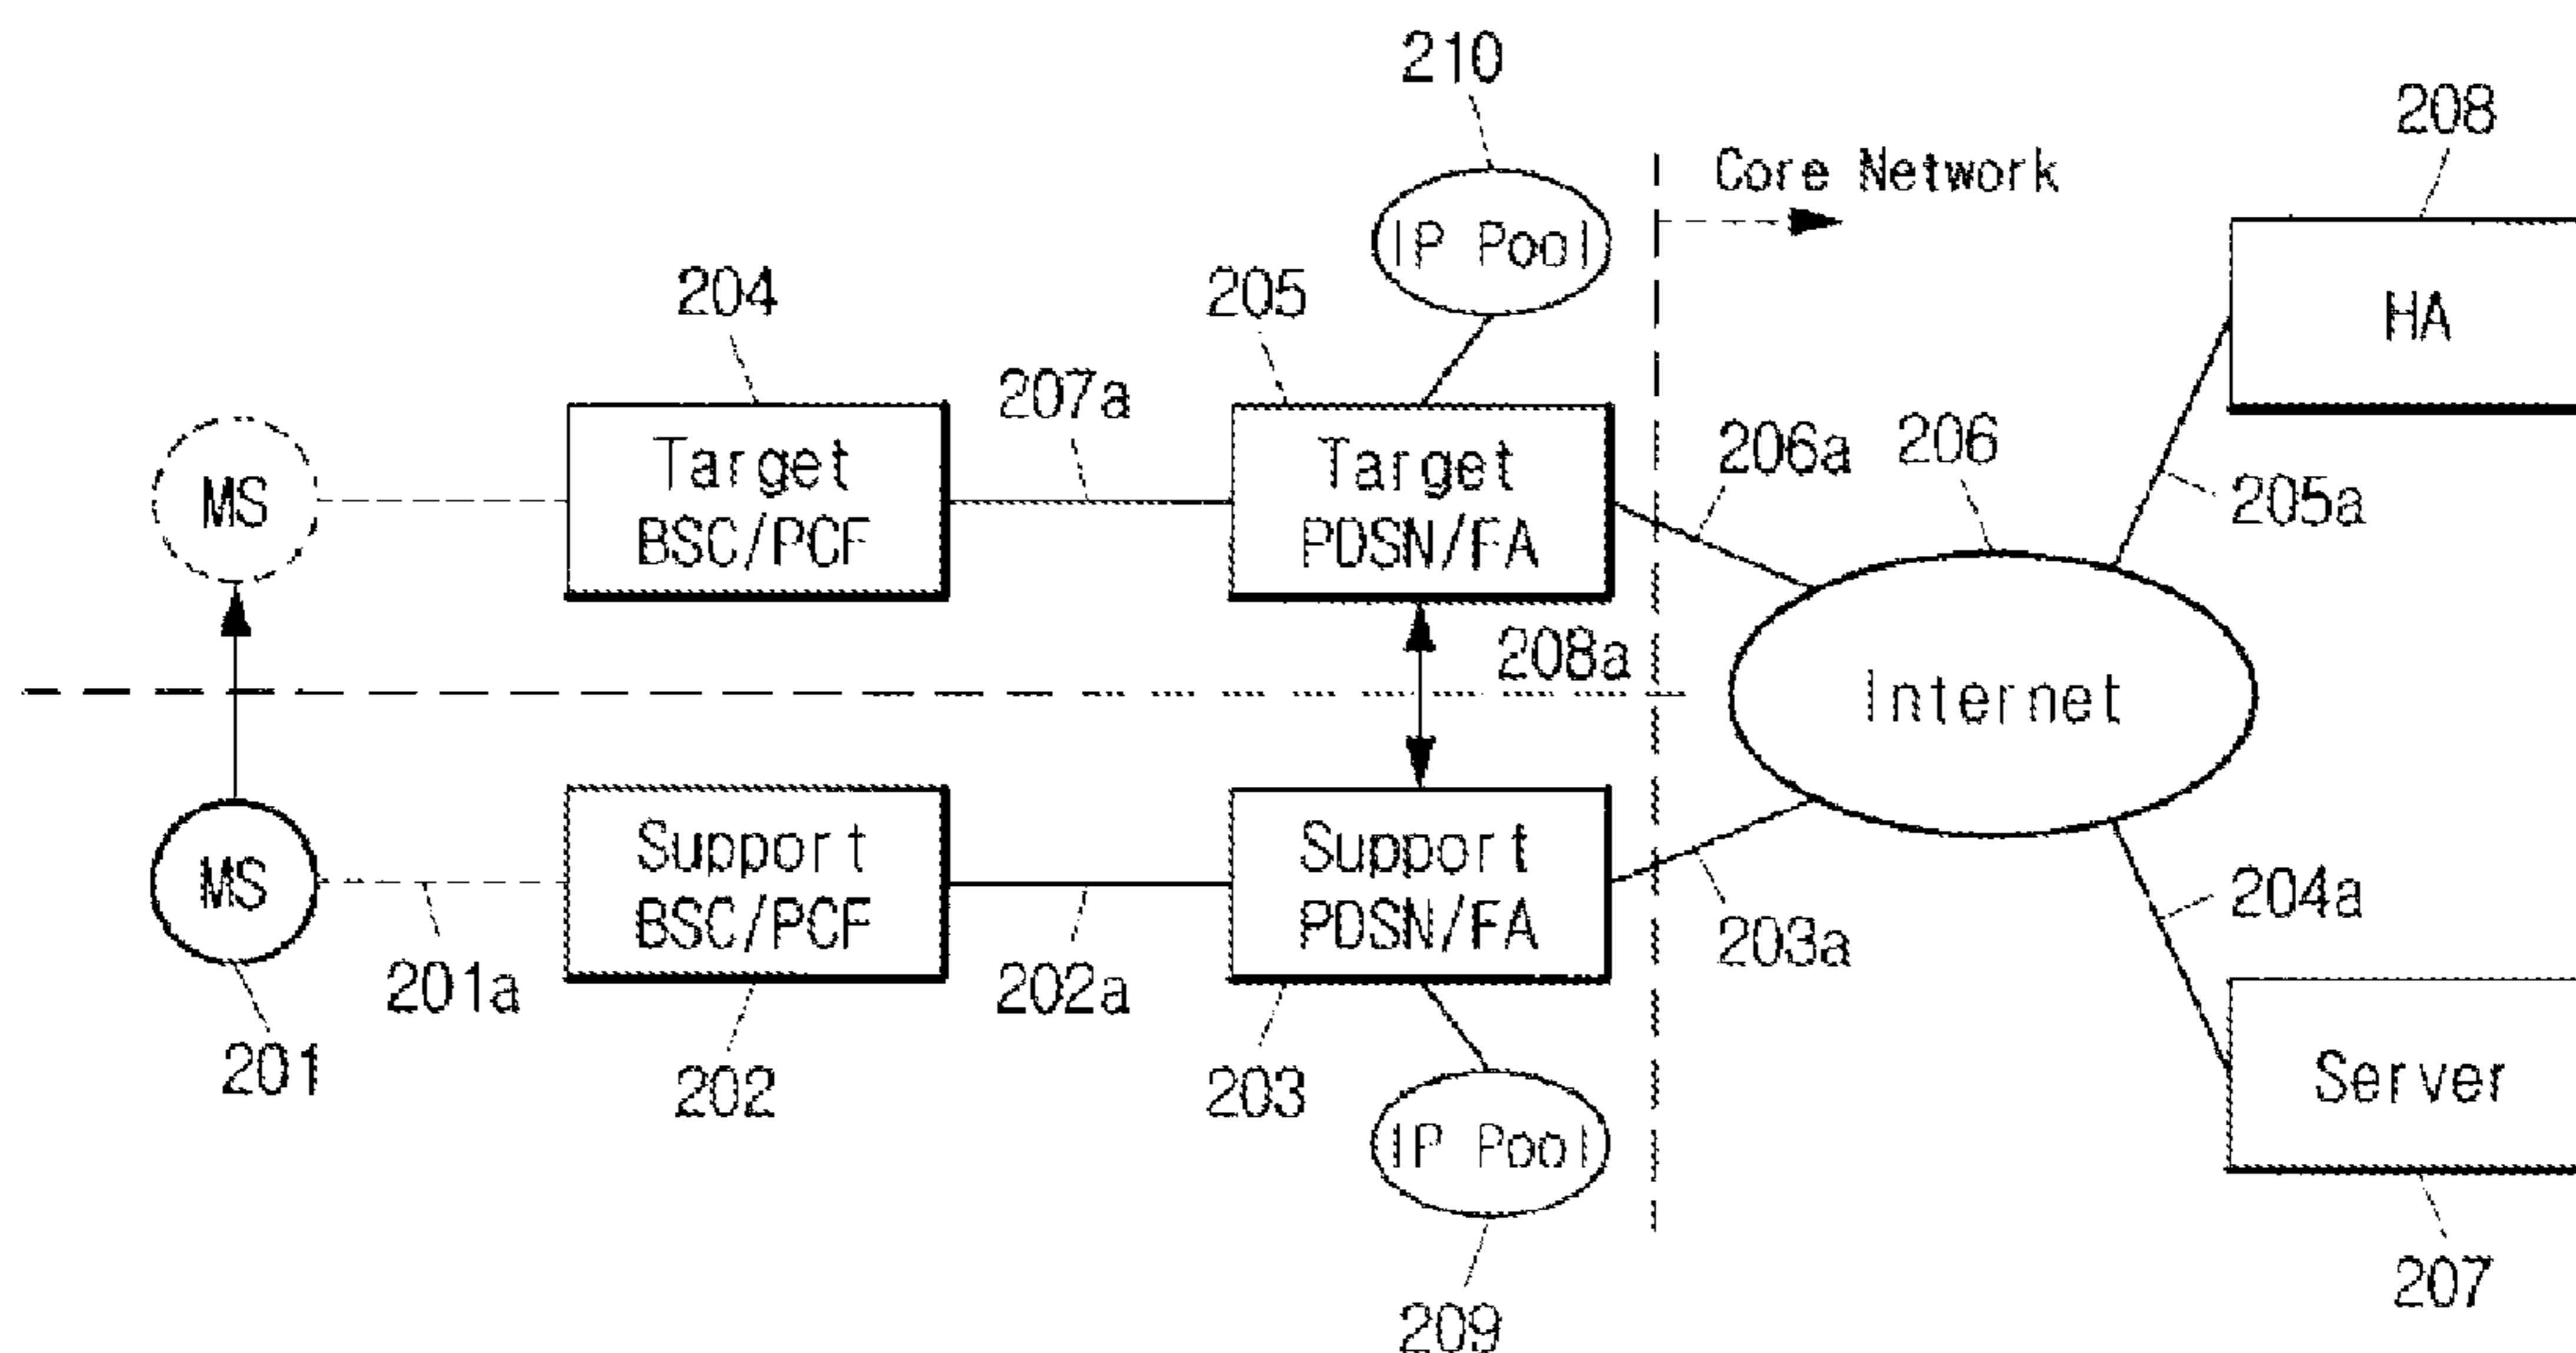 210
208
Core Network
IP Pool
204
205
HA
207a
206a
206
Target
BSC/PCF
Target
PDSN/FA
205a
MS
208a
Internet
Support
BSC/PCF
Support
PDSN/FA
MS
204a
203a
201a
202a
201
202
203
Server
IP Pool
207
209